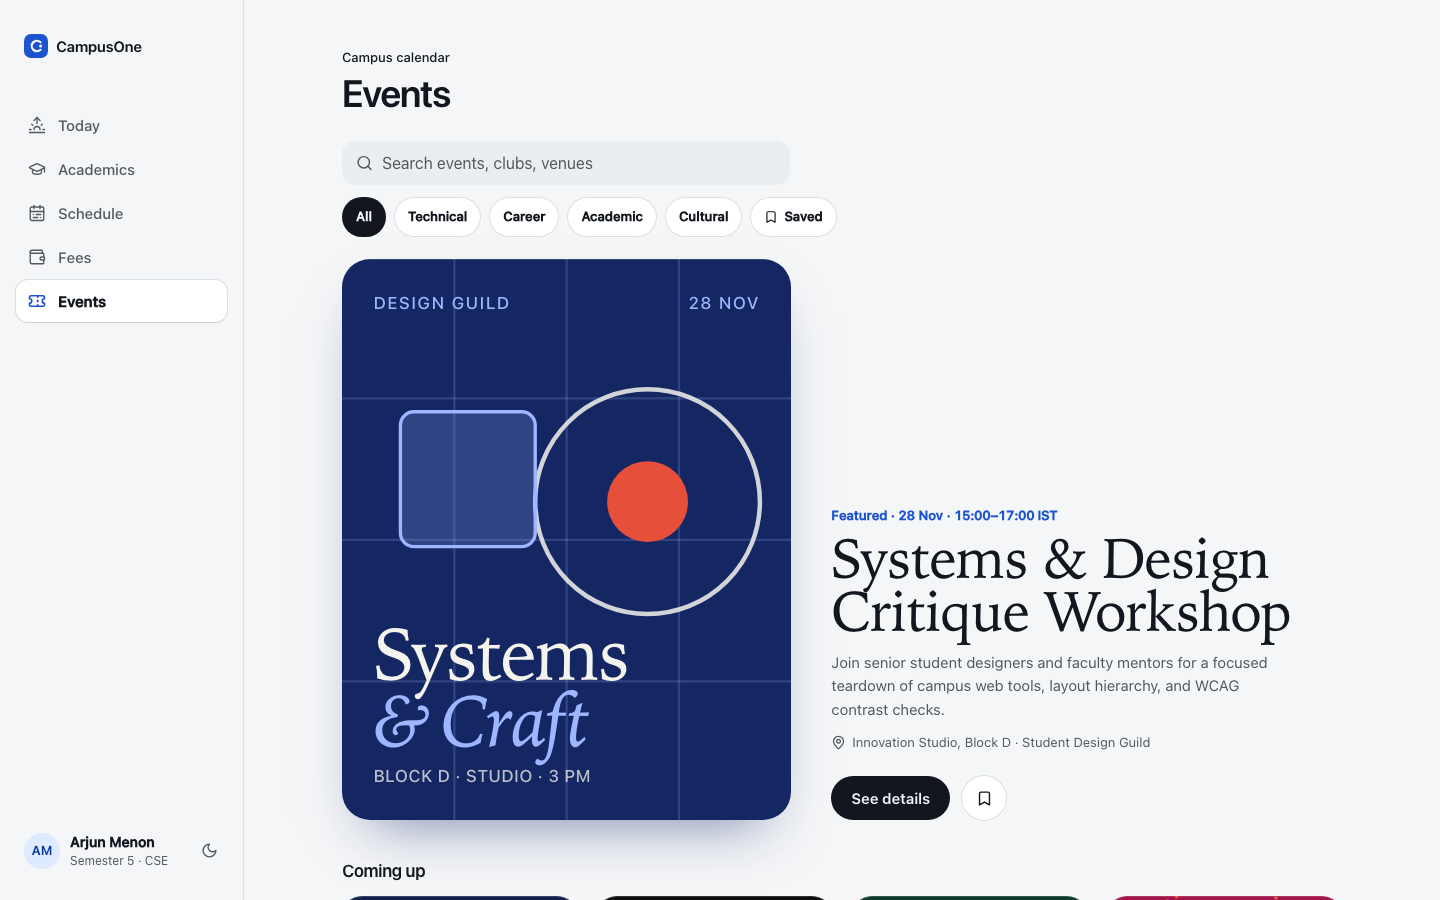 CampusOne
Today
Academics
Schedule
Fees
Events
Arjun Menon
AM
Semester 5 · CSE
Campus calendar
Events
Search events, clubs, venues
All
Technical
Career
Academic
Cultural
Saved
DESIGN GUILD
28 NOV
Systems
& Craft
BLOCK D · STUDIO · 3 PM
Featured · 28 Nov · 15:00–17:00 IST
Systems & Design
Critique Workshop
Join senior student designers and faculty mentors for a focused
teardown of campus web tools, layout hierarchy, and WCAG
contrast checks.
Innovation Studio, Block D · Student Design Guild
See details
Coming up